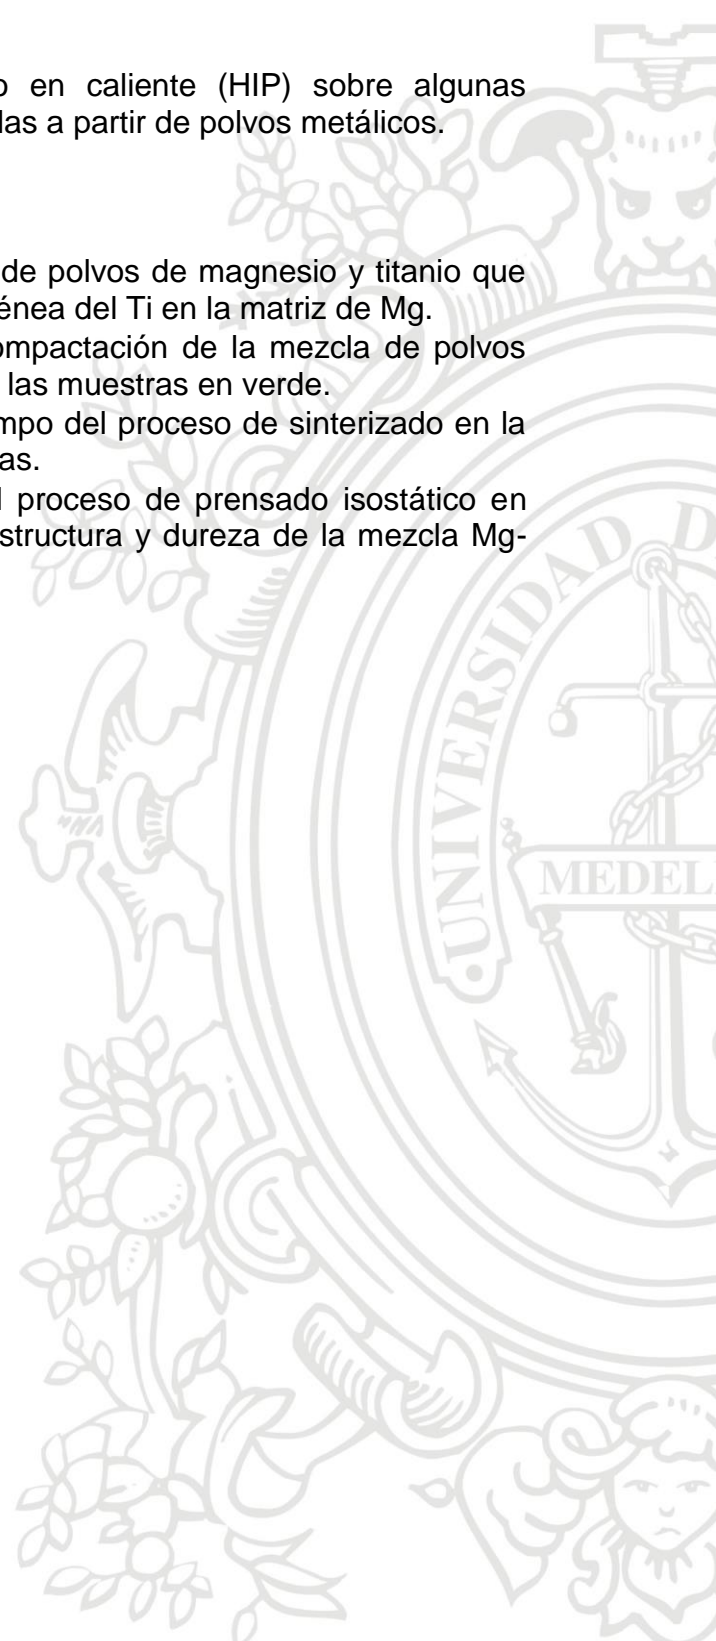 o en caliente (HIP) sobre algunas
las a partir de polvos metálicos.
de polvos de magnesio y titanio que
énea del Ti en la matriz de Mg.
ompactación de la mezcla de polvos
las muestras en verde.
mpo del proceso de sinterizado en la
as.
l proceso de prensado isostático en
structura y dureza de la mezcla Mg-
UNIVERSIDAD D
MEDEL